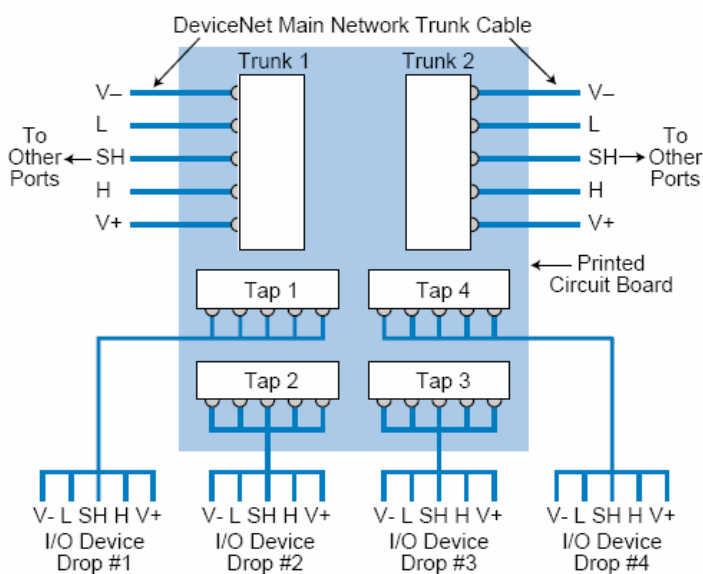 DeviceNet Main Network Trunk Cable
Trunk 1
Trunk 2
V–
L
SH
H
V+
To
Other
Ports
V–
L
SH
H
V+
To
Other
Ports
Printed
Circuit Board
Tap 1
Tap 4
Tap 2
Tap 3
V- L SH H V+
I/O Device
Drop #1
V- L SH H V+
I/O Device
Drop #2
V- L SH H V+
I/O Device
Drop #3
V- L SH H V+
I/O Device
Drop #4